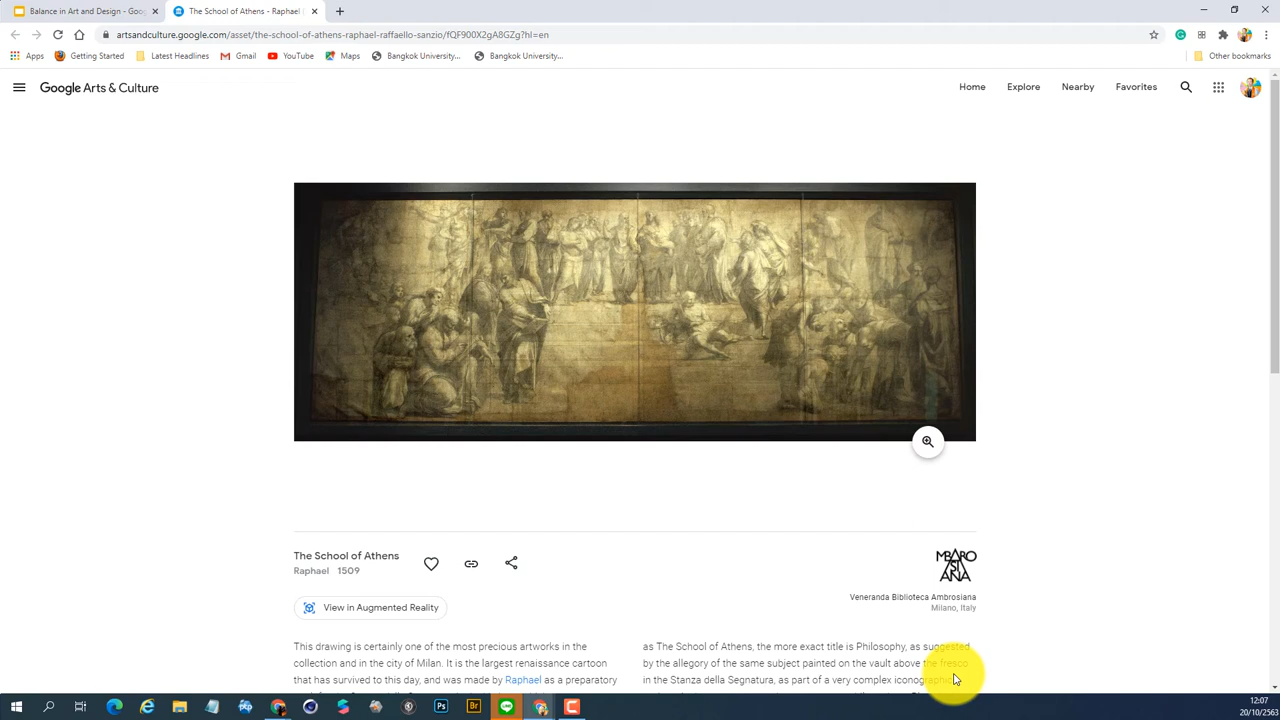 Balance in Art and Design - Goo
The School of Athens - Raphael
artsandculture.google.com/asset/the-school-of-athens-raphael-raffaello-sanzio/fQF900X2gA8GZg?hl=en
Apps
Getting Started
Latest Headlines
Gmail
YouTube
Maps
Bangkok University...
Bangkok University...
Other bookmarks
Google Arts & Culture
Home
Explore
Nearby
Favorites
The School of Athens
Raphael 1509
MBAROSIANA
Veneranda Biblioteca Ambrosiana
Milano, Italy
View in Augmented Reality
This drawing is certainly one of the most precious artworks in the
collection and in the city of Milan. It is the largest renaissance cartoon
that has survived to this day, and was made by Raphael as a preparatory
as The School of Athens, the more exact title is Philosophy, as suggested
by the allegory of the same subject painted on the vault above the fresco
in the Stanza della Segnatura, as part of a very complex iconographic
Ps
Br
LINE
12:07
20/10/2563